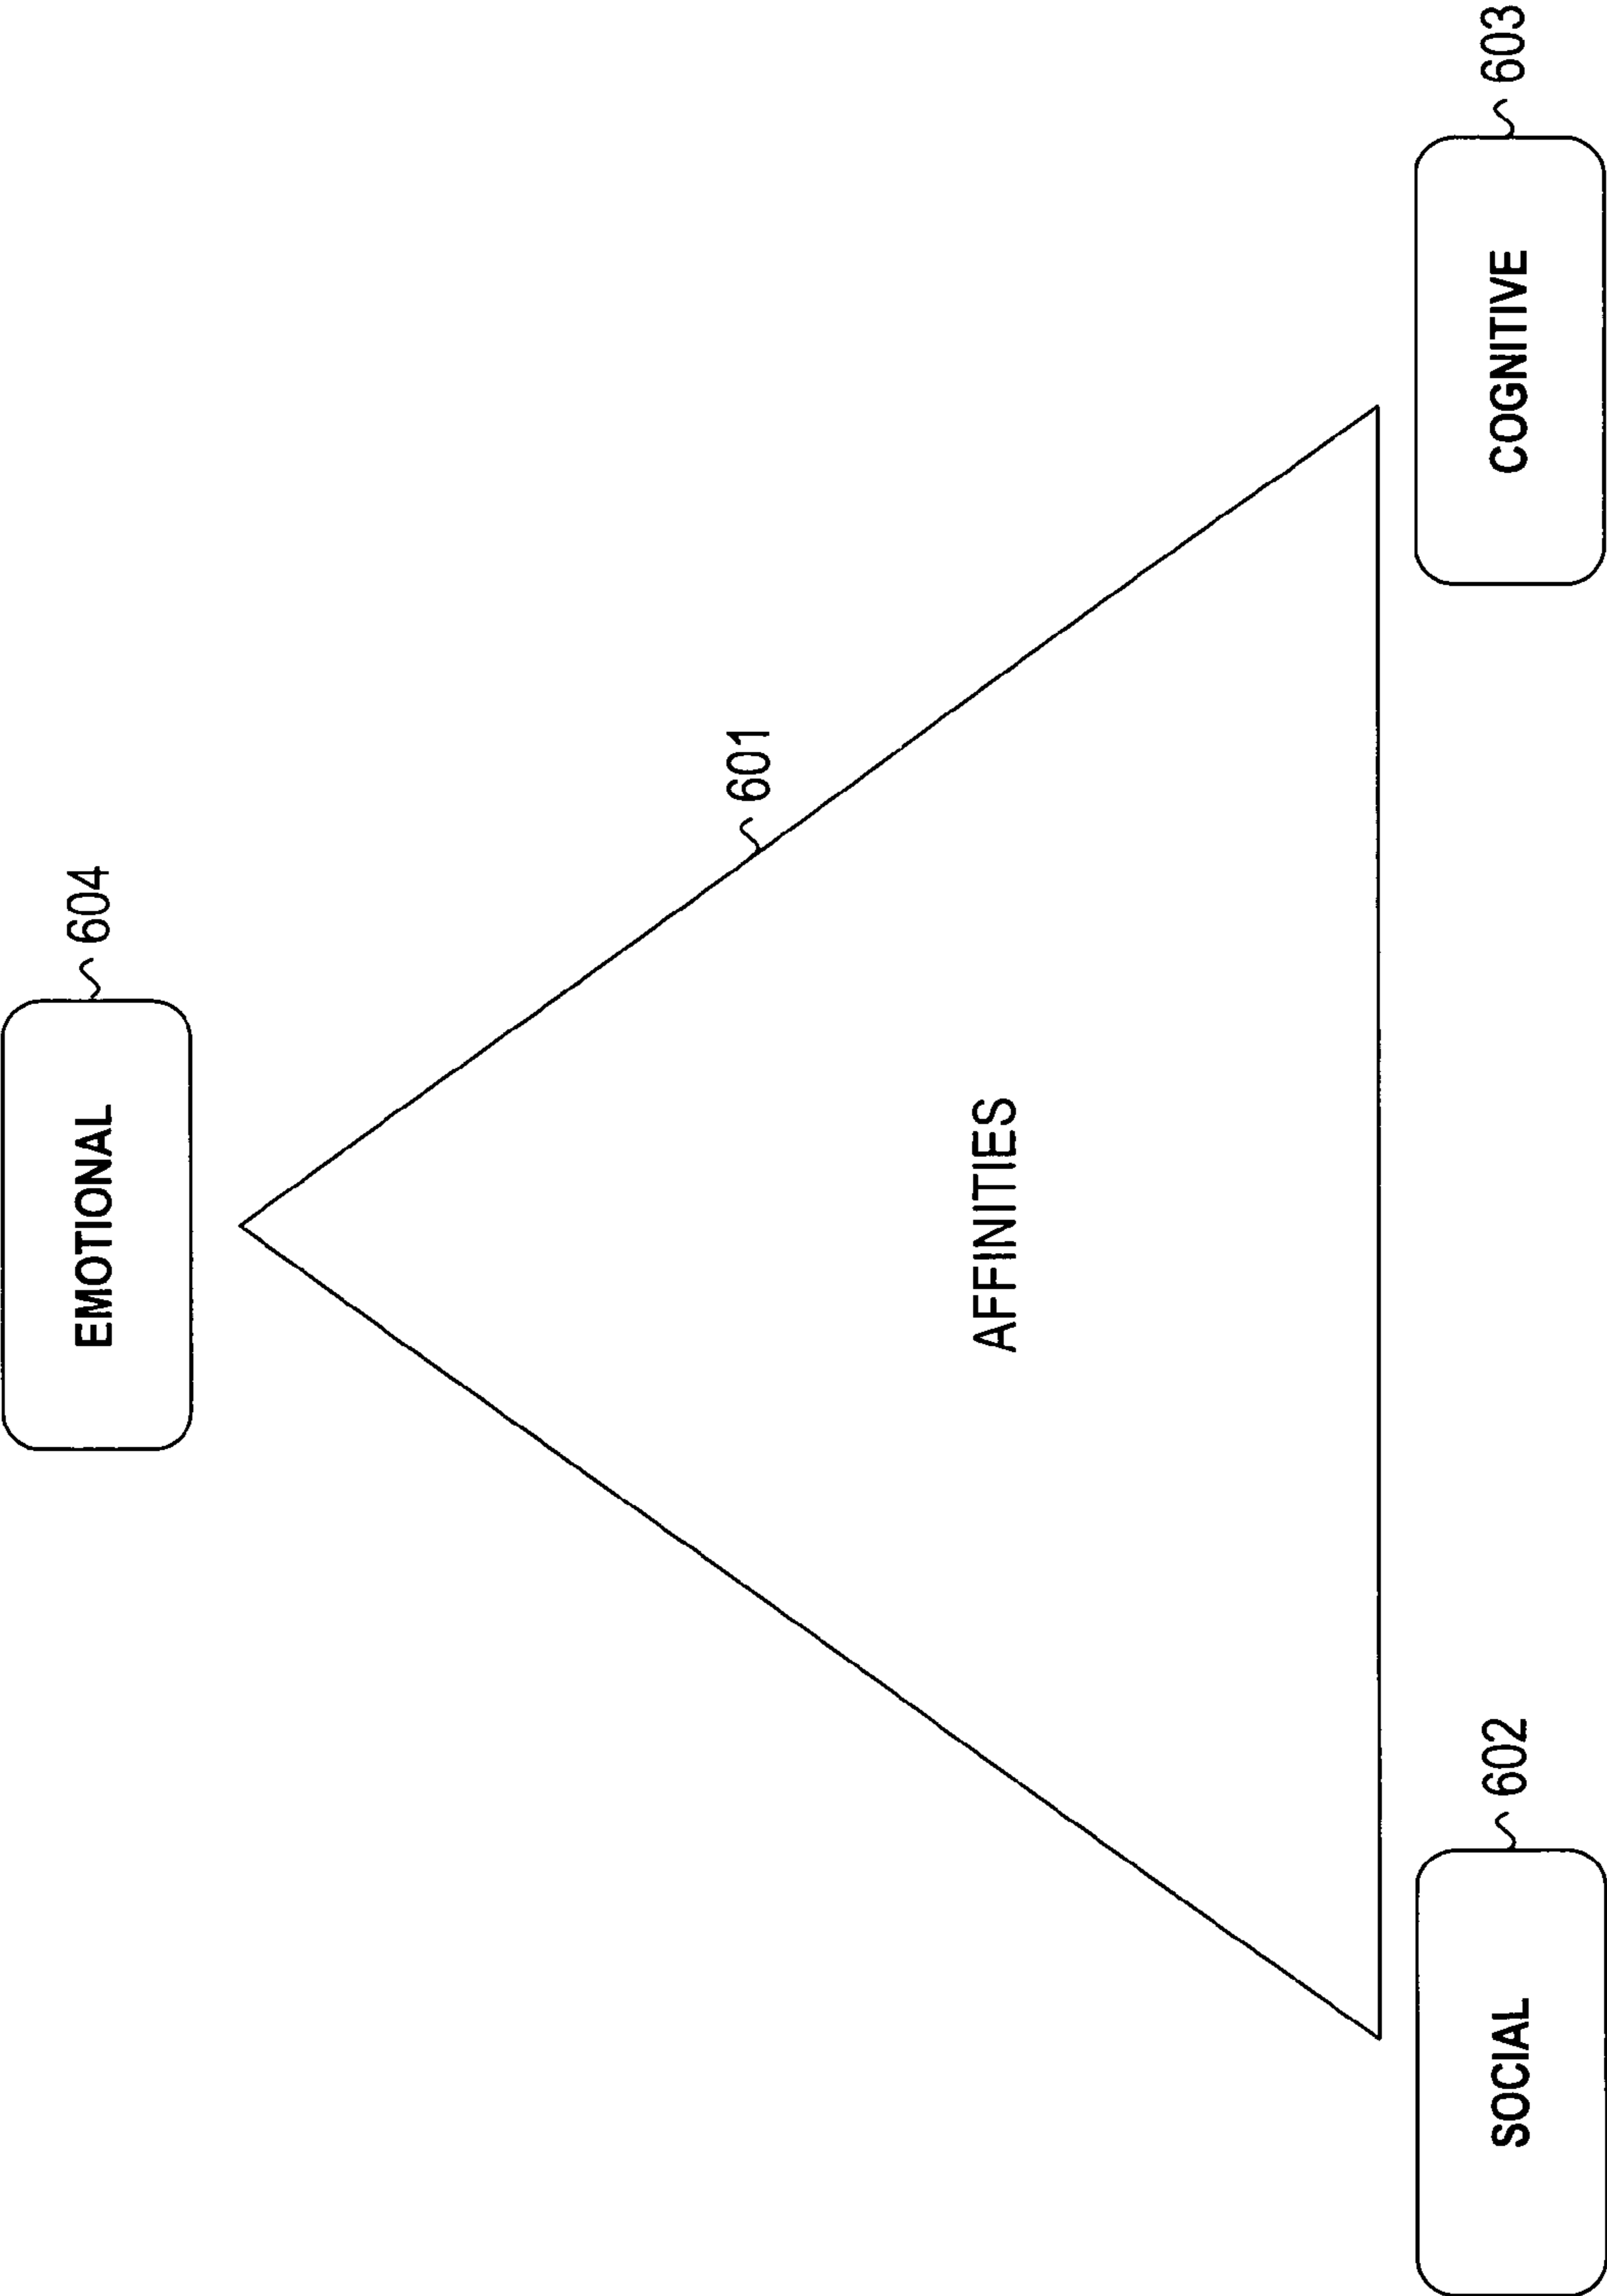 EMOTIONAL
604
601
AFFINITIES
SOCIAL
602
COGNITIVE
603